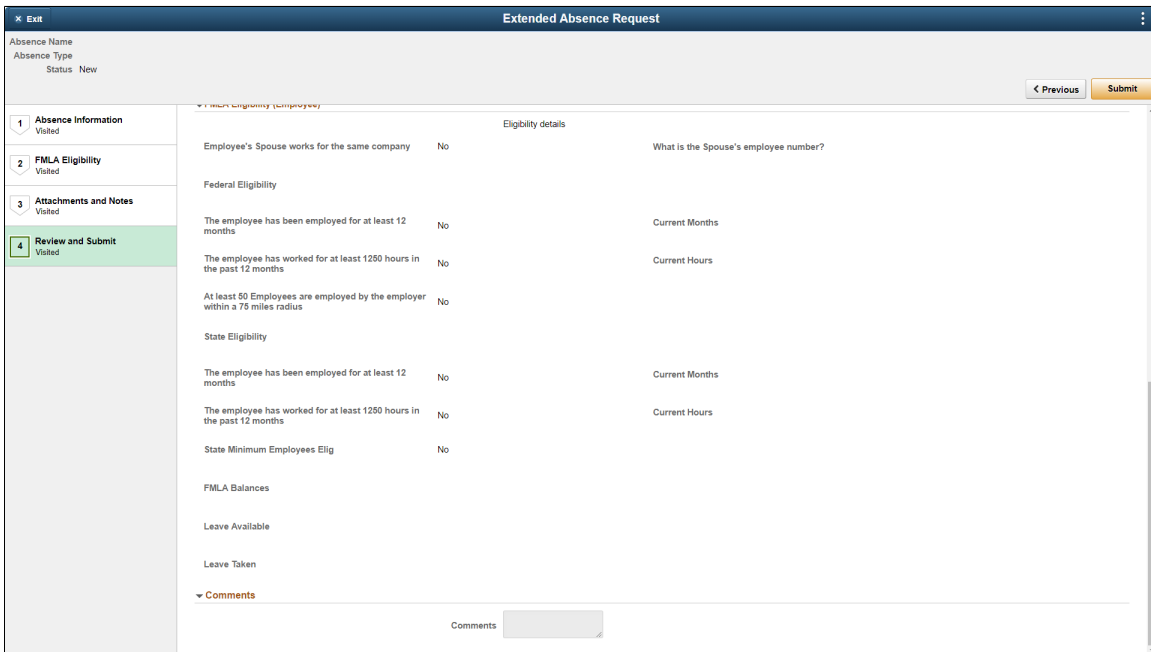 × Exit
Extended Absence Request
Absence Name
Absence Type
Status New
Previous
Submit
1 Absence Information
Visited
2 FMLA Eligibility
Visited
3 Attachments and Notes
Visited
4 Review and Submit
Visited
FMLA Eligibility (Employee)
Eligibility details
Employee's Spouse works for the same company No What is the Spouse's employee number?
Federal Eligibility
The employee has been employed for at least 12
months No Current Months
The employee has worked for at least 1250 hours in
the past 12 months No Current Hours
At least 50 Employees are employed by the employer
within a 75 miles radius No
State Eligibility
The employee has been employed for at least 12
months No Current Months
The employee has worked for at least 1250 hours in
the past 12 months No Current Hours
State Minimum Employees Elig No
FMLA Balances
Leave Available
Leave Taken
Comments
Comments